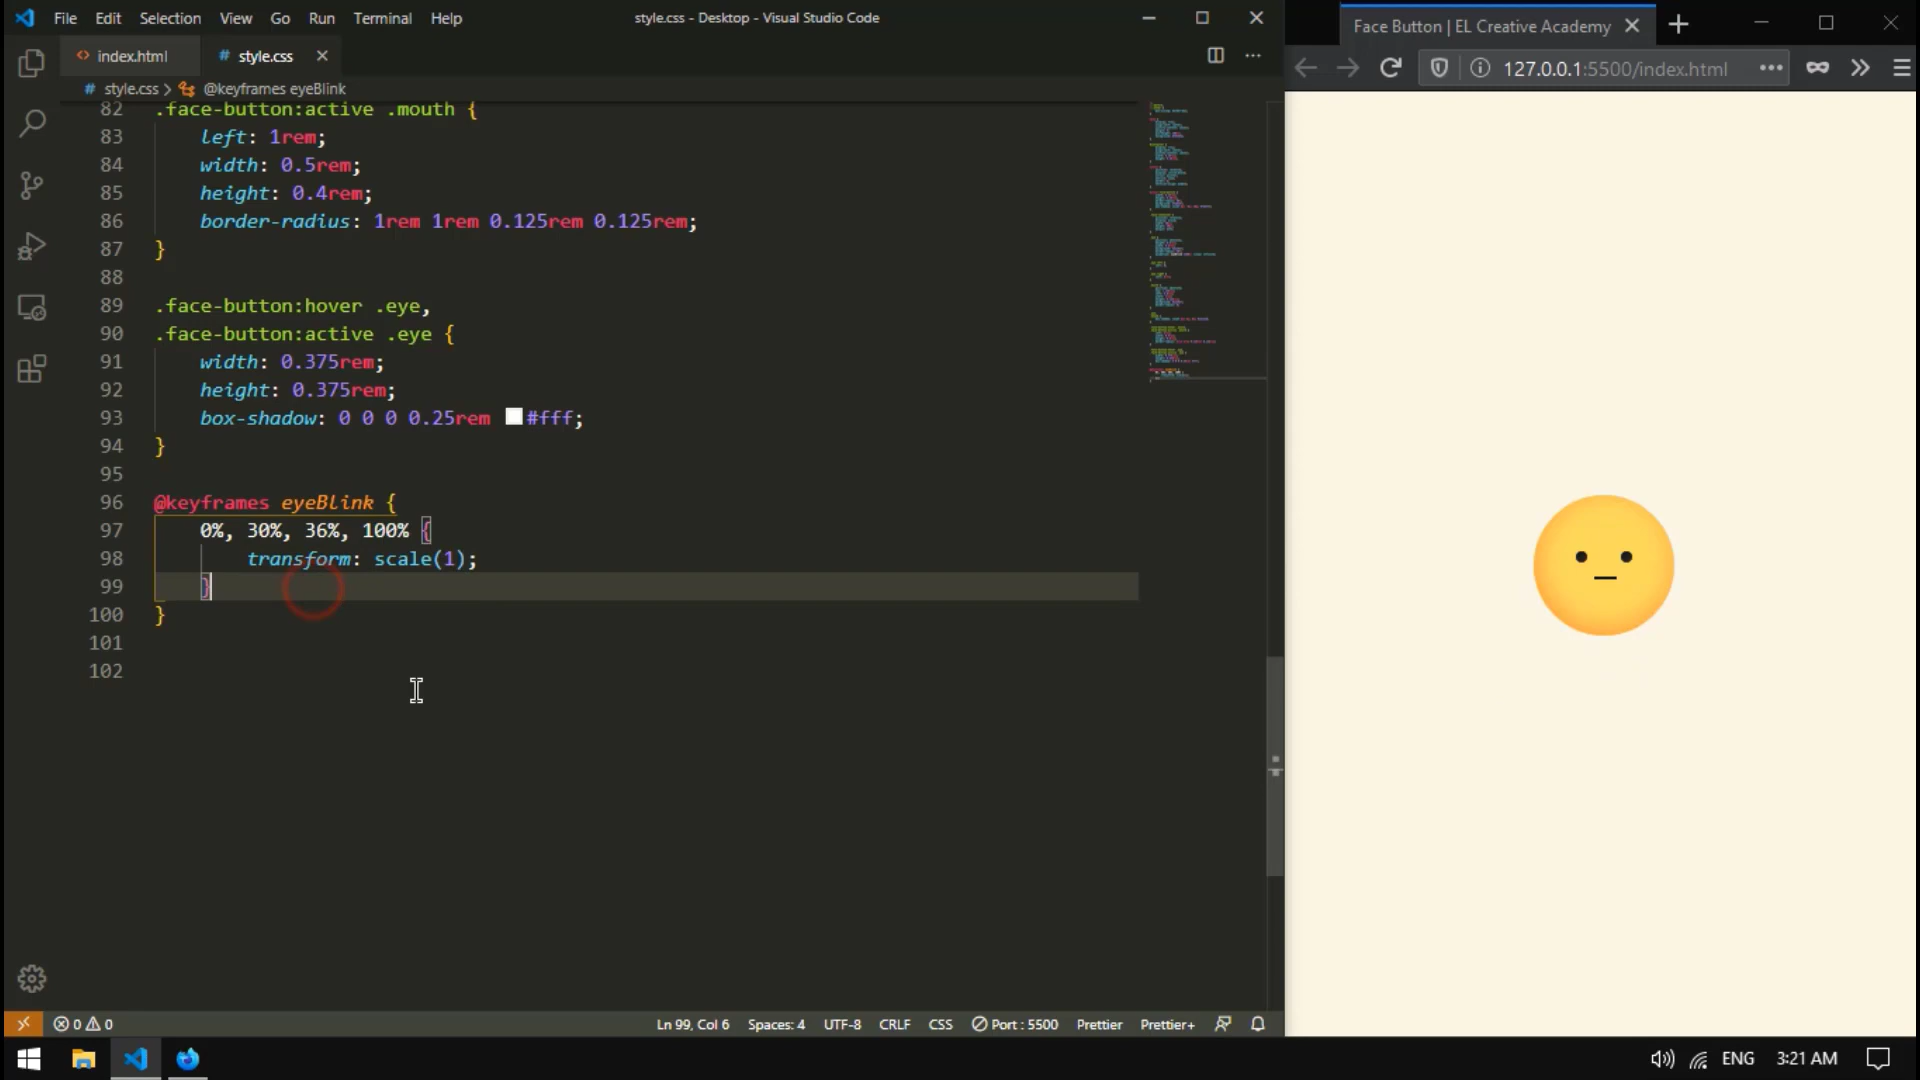 File Edit Selection View Go Run Terminal Help
style.css - Desktop - Visual Studio Code
Face Button | EL Creative Academy
index.html
style.css
127.0.0.1:5500/index.html
style.css
@keyframes eyeBlink
82 .face-button:active .mouth {
83 left: 1rem;
84 width: 0.5rem;
85 height: 0.4rem;
86 border-radius: 1rem 1rem 0.125rem 0.125rem;
87 }
88
89 .face-button:hover .eye,
90 .face-button:active .eye {
91 width: 0.375rem;
92 height: 0.375rem;
93 box-shadow: 0 0 0 0.25rem #fff;
94 }
95
96 @keyframes eyeBlink {
97 0%, 30%, 36%, 100% {
98 transform: scale(1);
99 }
100 }
101
102
0 0 Ln 99, Col 6 Spaces: 4 UTF-8 CRLF CSS Port : 5500 Prettier Prettier+
ENG 3:21 AM